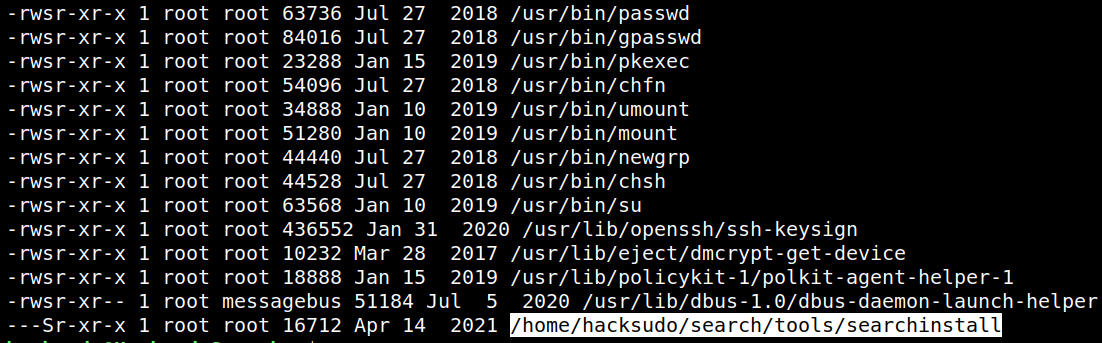 -rwsr-xr-x 1 root root 63736 Jul 27  2018 /usr/bin/passwd
-rwsr-xr-x 1 root root 84016 Jul 27  2018 /usr/bin/gpasswd
-rwsr-xr-x 1 root root 23288 Jan 15  2019 /usr/bin/pkexec
-rwsr-xr-x 1 root root 54096 Jul 27  2018 /usr/bin/chfn
-rwsr-xr-x 1 root root 34888 Jan 10  2019 /usr/bin/umount
-rwsr-xr-x 1 root root 51280 Jan 10  2019 /usr/bin/mount
-rwsr-xr-x 1 root root 44440 Jul 27  2018 /usr/bin/newgrp
-rwsr-xr-x 1 root root 44528 Jul 27  2018 /usr/bin/chsh
-rwsr-xr-x 1 root root 63568 Jan 10  2019 /usr/bin/su
-rwsr-xr-x 1 root root 436552 Jan 31  2020 /usr/lib/openssh/ssh-keysign
-rwsr-xr-x 1 root root 10232 Mar 28  2017 /usr/lib/eject/dmcrypt-get-device
-rwsr-xr-x 1 root root 18888 Jan 15  2019 /usr/lib/policykit-1/polkit-agent-helper-1
-rwsr-xr-- 1 root messagebus 51184 Jul  5  2020 /usr/lib/dbus-1.0/dbus-daemon-launch-helper
---Sr-xr-x 1 root root 16712 Apr 14  2021 /home/hacksudo/search/tools/searchinstall